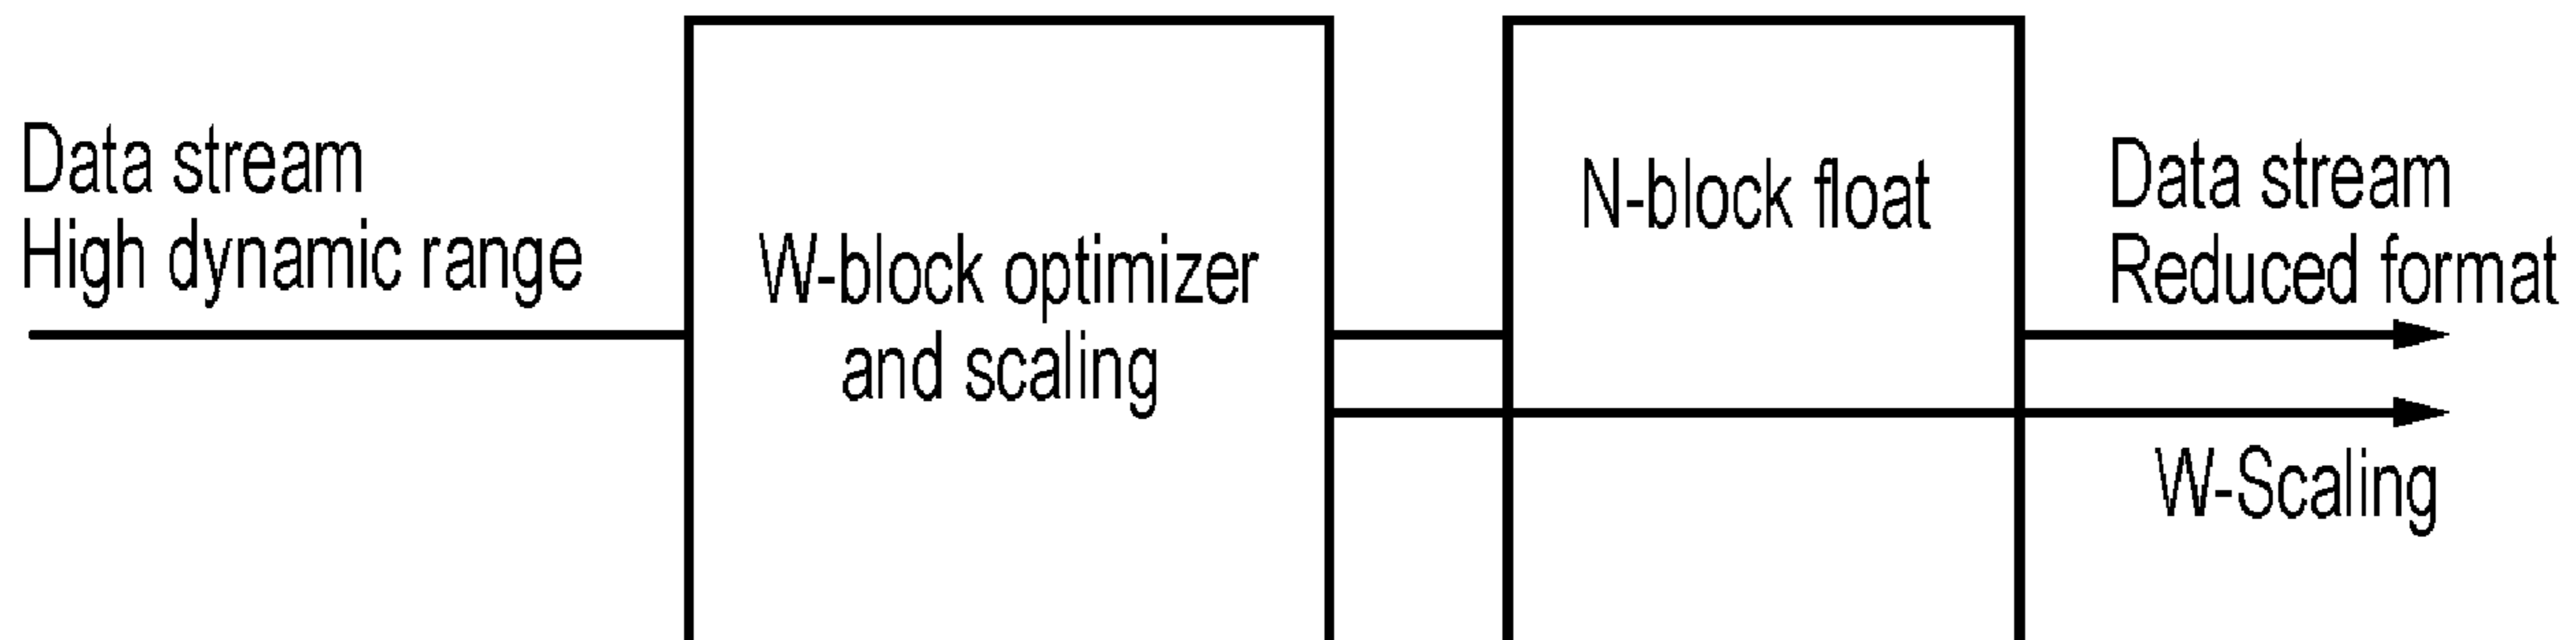 Data stream
High dynamic range
W-block optimizer
and scaling
N-block float
Data stream
Reduced format
W-Scaling